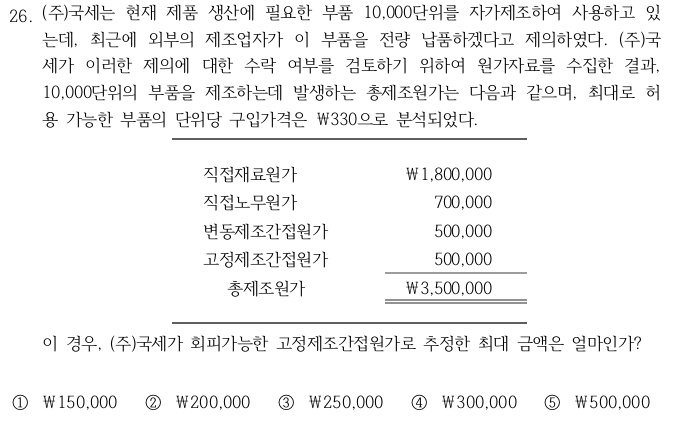 26. (주)국세는 현재 제품 생산에 필요한 부품 10,000단위를 자가제조하여 사용하고 있
는데, 최근에 외부의 제조업자가 이 부품을 전량 납품하겠다고 제의하였다. (주)국
세가 이러한 제의에 대한 수락 여부를 검토하기 위하여 원가자료를 수집한 결과,
10,000단위의 부품을 제조하는데 발생하는 총제조원가는 다음과 같으며, 최대로 허
용 가능한 부품의 단위당 구입가격은 ₩330으로 분석되었다.
직접재료원가 ₩1,800,000
직접노무원가 700,000
변동제조간접원가 500,000
고정제조간접원가 500,000
총제조원가 ₩3,500,000
이 경우, (주)국세가 회피가능한 고정제조간접원가로 추정한 최대 금액은 얼마인가?
① ₩150,000 ② ₩200,000 ③ ₩250,000 ④ ₩300,000 ⑤ ₩500,000